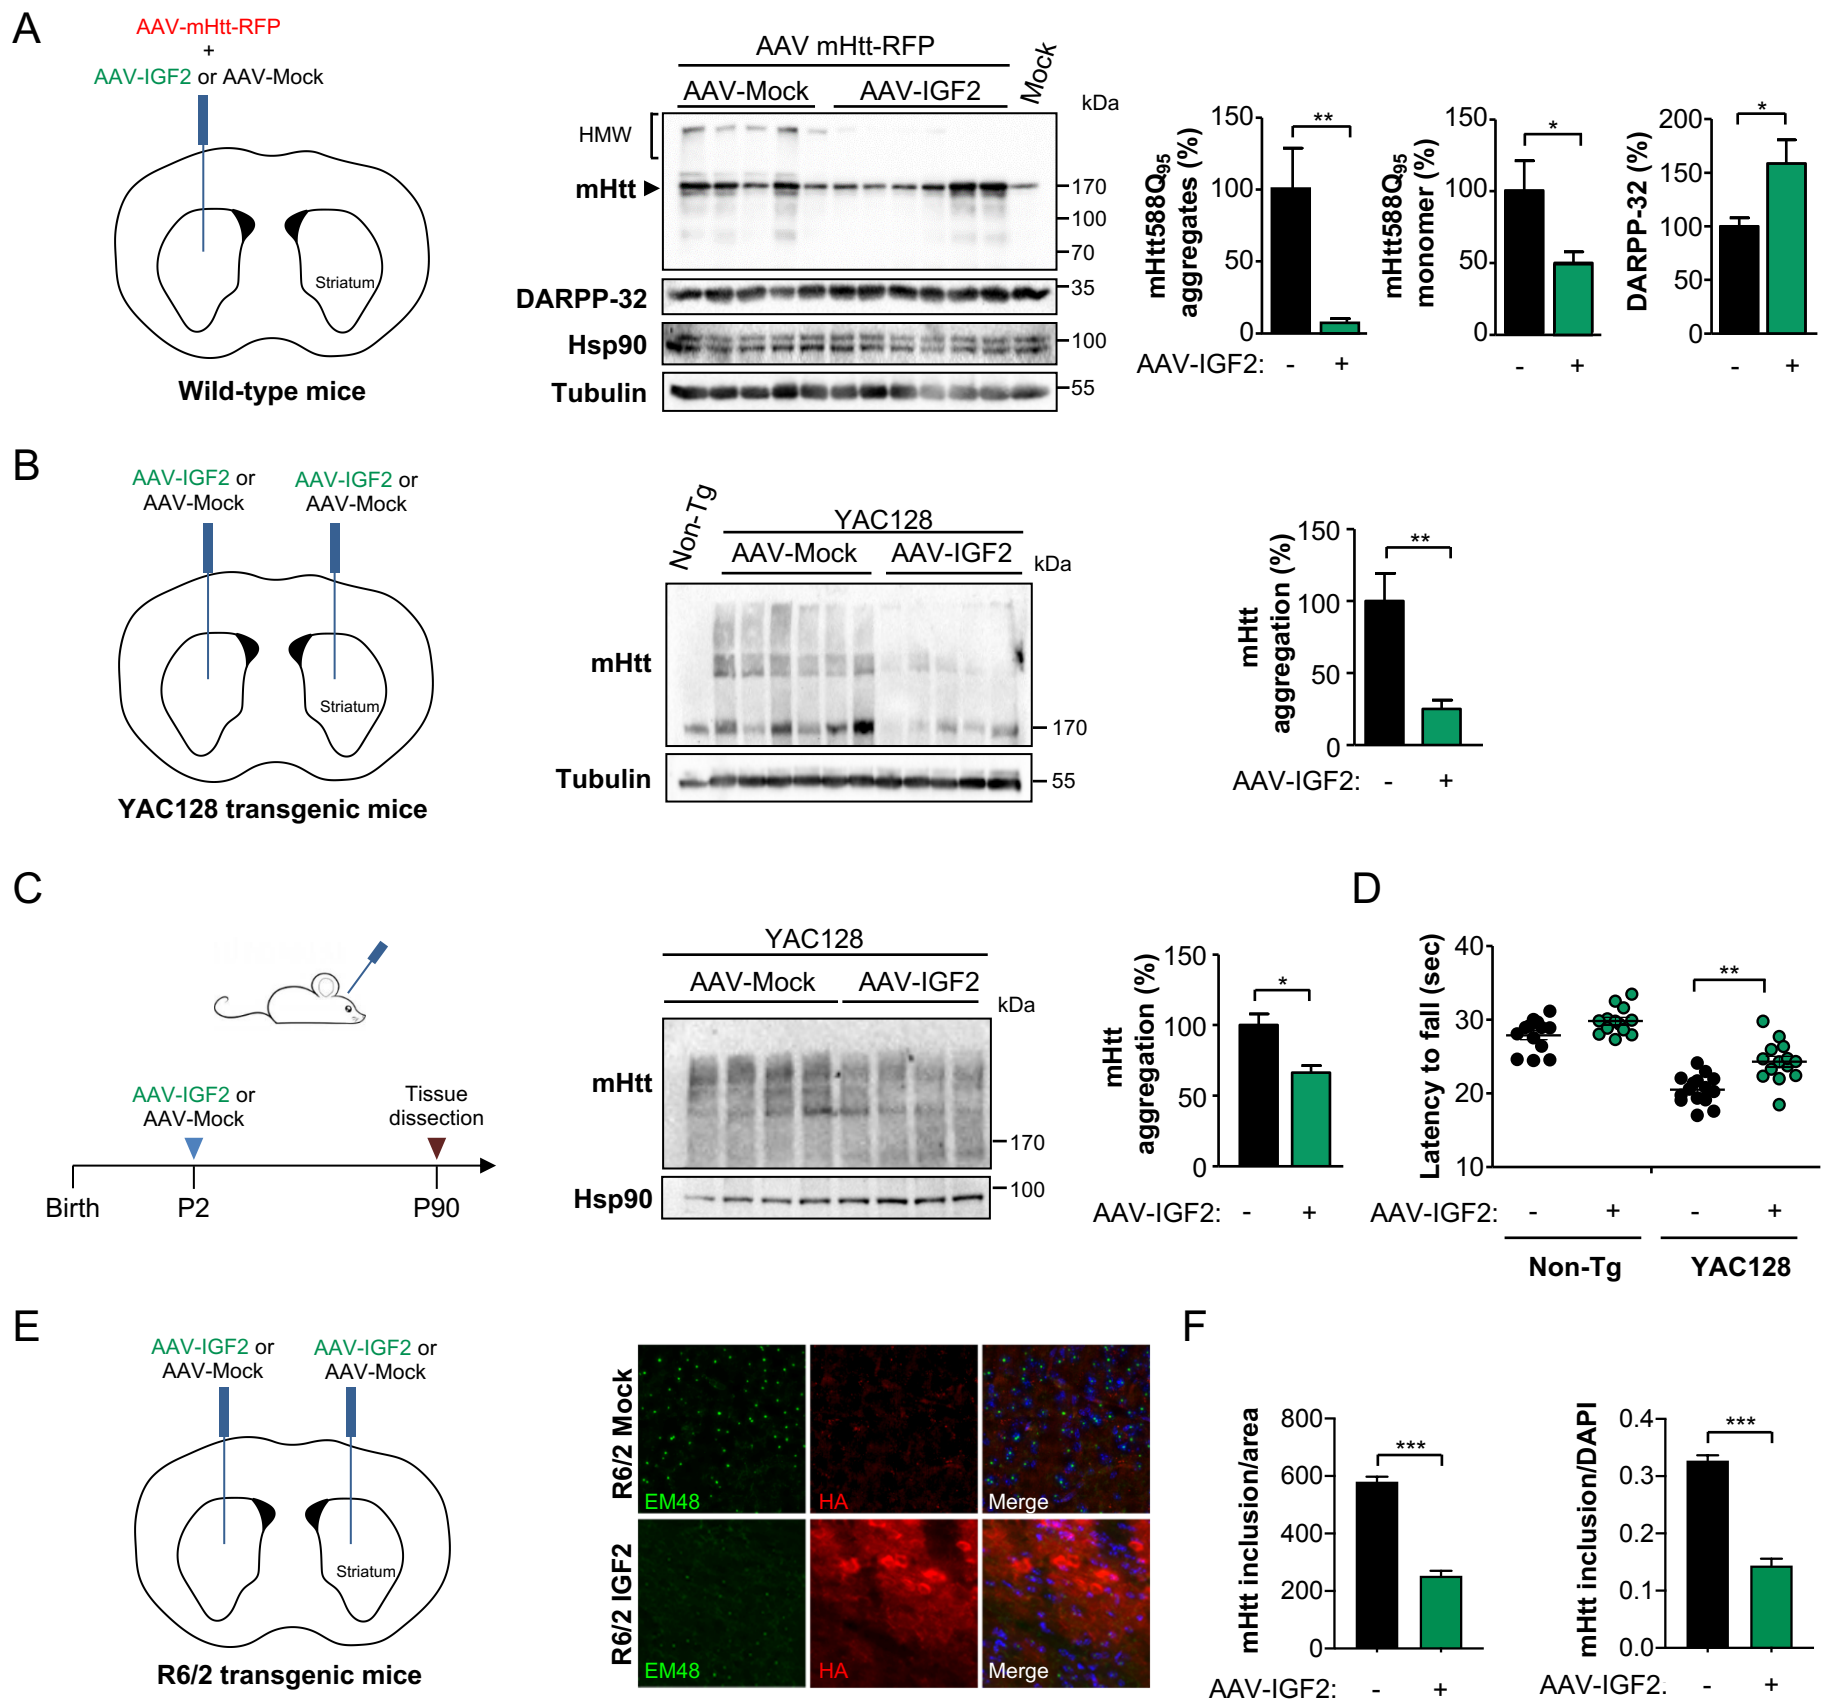 A
AAV-mHtt-RFP
+
AAV-IGF2 or AAV-Mock
Striatum
Wild-type mice
AAV mHtt-RFP
AAV-Mock AAV-IGF2 Mock
kDa
HMW
mHtt
170
100
70
DARPP-32
35
Hsp90
100
Tubulin
55
mHtt588Q95
aggregates (%)
150
100
50
0
**
AAV-IGF2: - +
mHtt588Q95
monomer (%)
150
100
50
0
*
- +
DARPP-32 (%)
200
150
100
50
0
*
- +
B
AAV-IGF2 or
AAV-Mock
AAV-IGF2 or
AAV-Mock
Striatum
YAC128 transgenic mice
Non-Tg
YAC128
AAV-Mock AAV-IGF2
kDa
mHtt
170
Tubulin
55
mHtt
aggregation (%)
150
100
50
0
**
AAV-IGF2: - +
C
AAV-IGF2 or
AAV-Mock
Tissue
dissection
Birth P2 P90
YAC128
AAV-Mock AAV-IGF2
kDa
mHtt
170
Hsp90
100
mHtt
aggregation (%)
150
100
50
0
*
AAV-IGF2: - +
D
Latency to fall (sec)
40
30
20
10
**
AAV-IGF2: - + - +
Non-Tg YAC128
E
AAV-IGF2 or
AAV-Mock
AAV-IGF2 or
AAV-Mock
Striatum
R6/2 transgenic mice
R6/2 Mock
EM48 HA Merge
R6/2 IGF2
EM48 HA Merge
F
mHtt inclusion/area
800
600
400
200
0
***
AAV-IGF2: - +
mHtt inclusion/DAPI
0.4
0.3
0.2
0.1
0.0
***
AAV-IGF2. - +